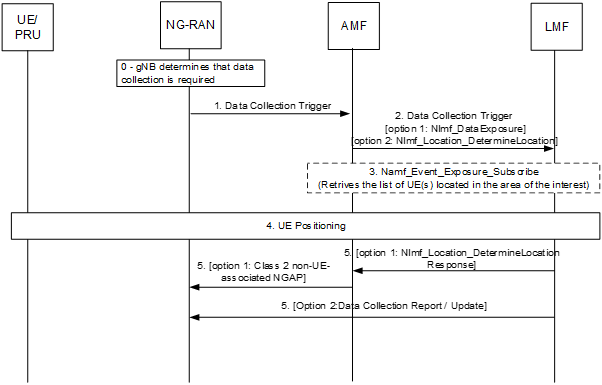 UE/
PRU
NG-RAN
AMF
LMF
0 - gNB determines that data
collection is required
1. Data Collection Trigger
2. Data Collection Trigger
[option 1: Nlmf_DataExposure]
[option 2: Nlmf_Location_DetermineLocation]
3. Namf_Event_Exposure_Subscribe
(Retrives the list of UE(s) located in the area of the interest)
4. UE Positioning
5. [option 1: Nlmf_Location_DetermineLocation
Response]
5. [option 1: Class 2 non-UE-
associated NGAP]
5. [Option 2:Data Collection Report / Update]